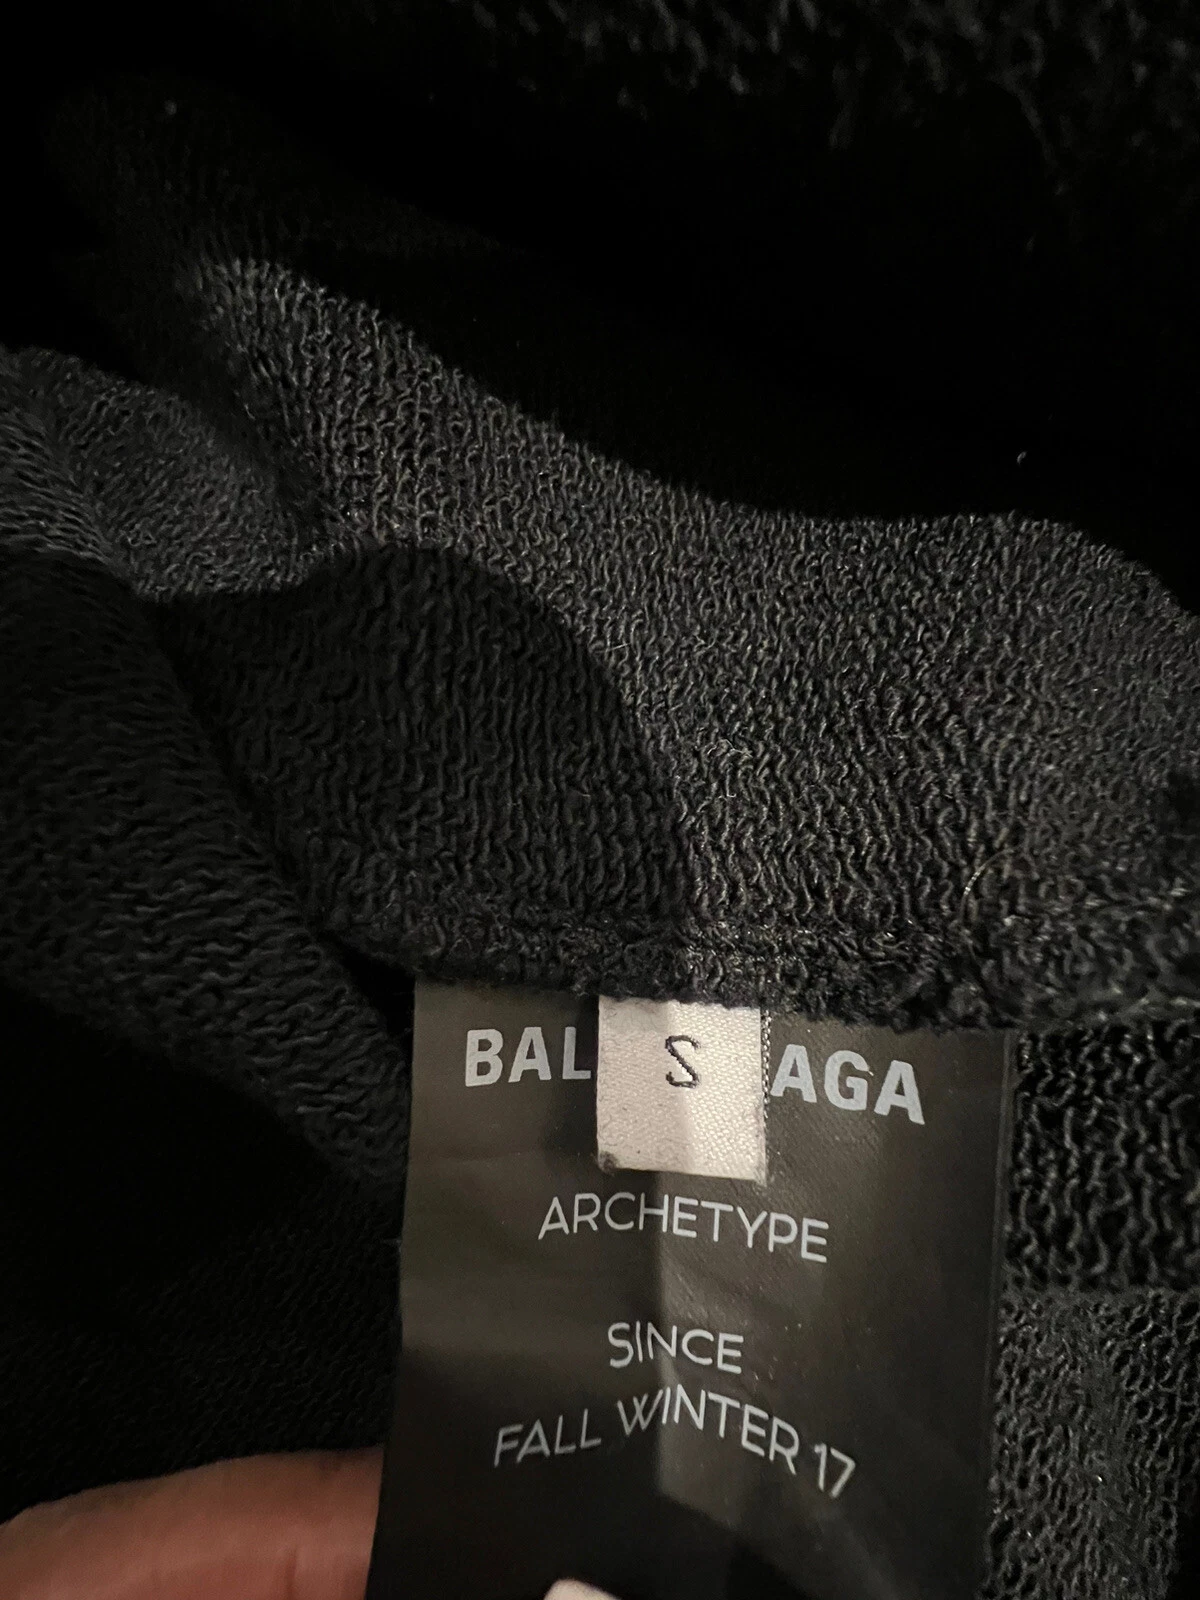 BAL S AGA
ARCHETYPE
SINCE
FALL WINTER 17